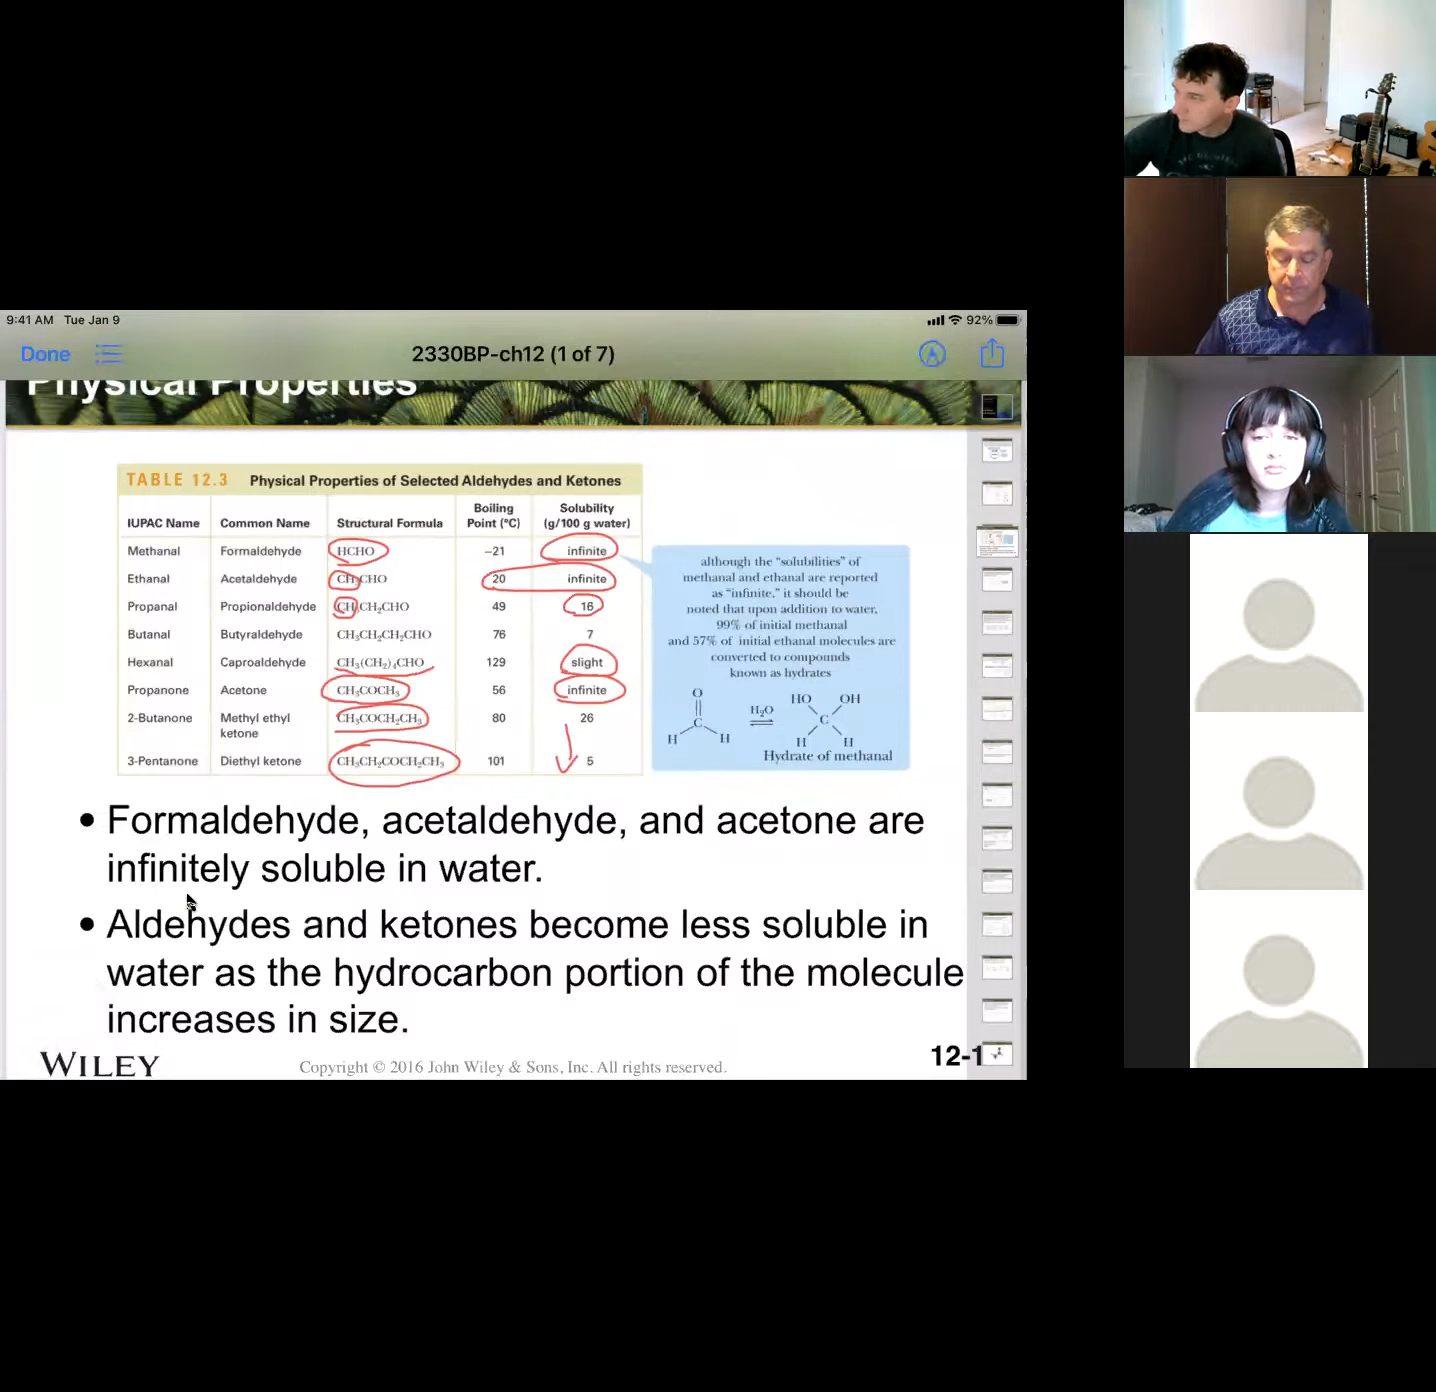 9:41 AM Tue Jan 9
92%
Done
2330BP-ch12 (1 of 7)
Physical Properties
TABLE 12.3 Physical Properties of Selected Aldehydes and Ketones
IUPAC Name Common Name Structural Formula Boiling Point (°C) Solubility (g/100 g water)
Methanal Formaldehyde HCHO −21 infinite
Ethanal Acetaldehyde CH₃CHO 20 infinite
Propanal Propionaldehyde CH₃CH₂CHO 49 16
Butanal Butyraldehyde CH₃CH₂CH₂CHO 76 7
Hexanal Caproaldehyde CH₃(CH₂)₄CHO 129 slight
Propanone Acetone CH₃COCH₃ 56 infinite
2-Butanone Methyl ethyl ketone CH₃COCH₂CH₃ 80 26
3-Pentanone Diethyl ketone CH₃CH₂COCH₂CH₃ 101 5
although the “solubilities” of
methanal and ethanal are reported
as “infinite,” it should be
noted that upon addition to water,
99% of initial methanal
and 57% of initial ethanal molecules are
converted to compounds
known as hydrates
O
C
H H
H₂O
HO OH
C
H H
Hydrate of methanal
• Formaldehyde, acetaldehyde, and acetone are
infinitely soluble in water.
• Aldehydes and ketones become less soluble in
water as the hydrocarbon portion of the molecule
increases in size.
WILEY
Copyright © 2016 John Wiley & Sons, Inc. All rights reserved.
12-1